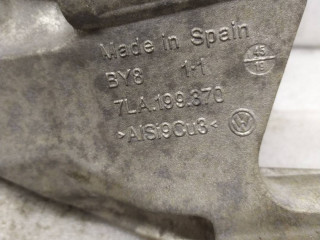 Made in Spain
BY8 1-1
7LA.199.370
>AlSi9Cu3<